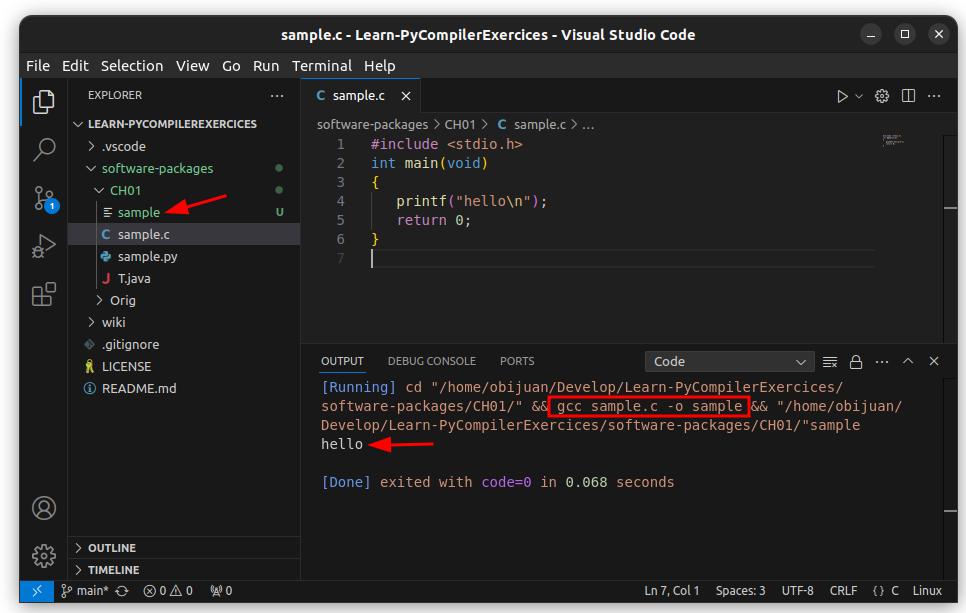 sample.c - Learn-PyCompilerExercices - Visual Studio Code
File Edit Selection View Go Run Terminal Help
EXPLORER
LEARN-PYCOMPILEREXERCICES
.vscode
software-packages
CH01
sample U
sample.c
sample.py
T.java
Orig
wiki
.gitignore
LICENSE
README.md
OUTLINE
TIMELINE
sample.c
software-packages > CH01 > C sample.c > ...
1 #include <stdio.h>
2 int main(void)
3 {
4 printf("hello\n");
5 return 0;
6 }
7
OUTPUT DEBUG CONSOLE PORTS Code
[Running] cd "/home/obijuan/Develop/Learn-PyCompilerExercices/
software-packages/CH01/" && gcc sample.c -o sample && "/home/obijuan/
Develop/Learn-PyCompilerExercices/software-packages/CH01/"sample
hello
[Done] exited with code=0 in 0.068 seconds
1
main* 0 0 0 Ln 7, Col 1 Spaces: 3 UTF-8 CRLF {} C Linux